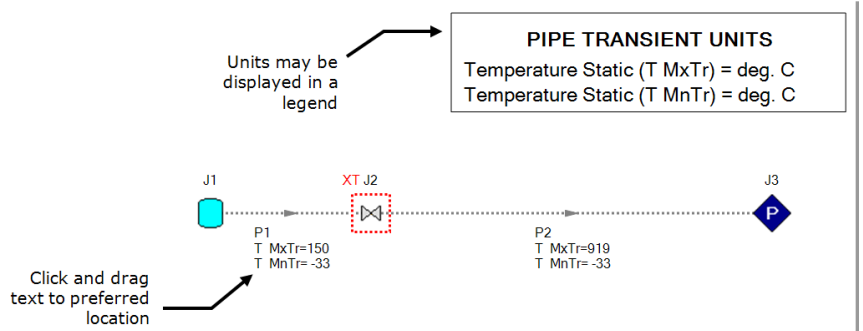 Units may be
displayed in a
legend
PIPE TRANSIENT UNITS
Temperature Static (T MxTr) = deg. C
Temperature Static (T MnTr) = deg. C
J1
XT J2
J3
P
P1
T MxTr=150
T MnTr= -33
P2
T MxTr=919
T MnTr= -33
Click and drag
text to preferred
location